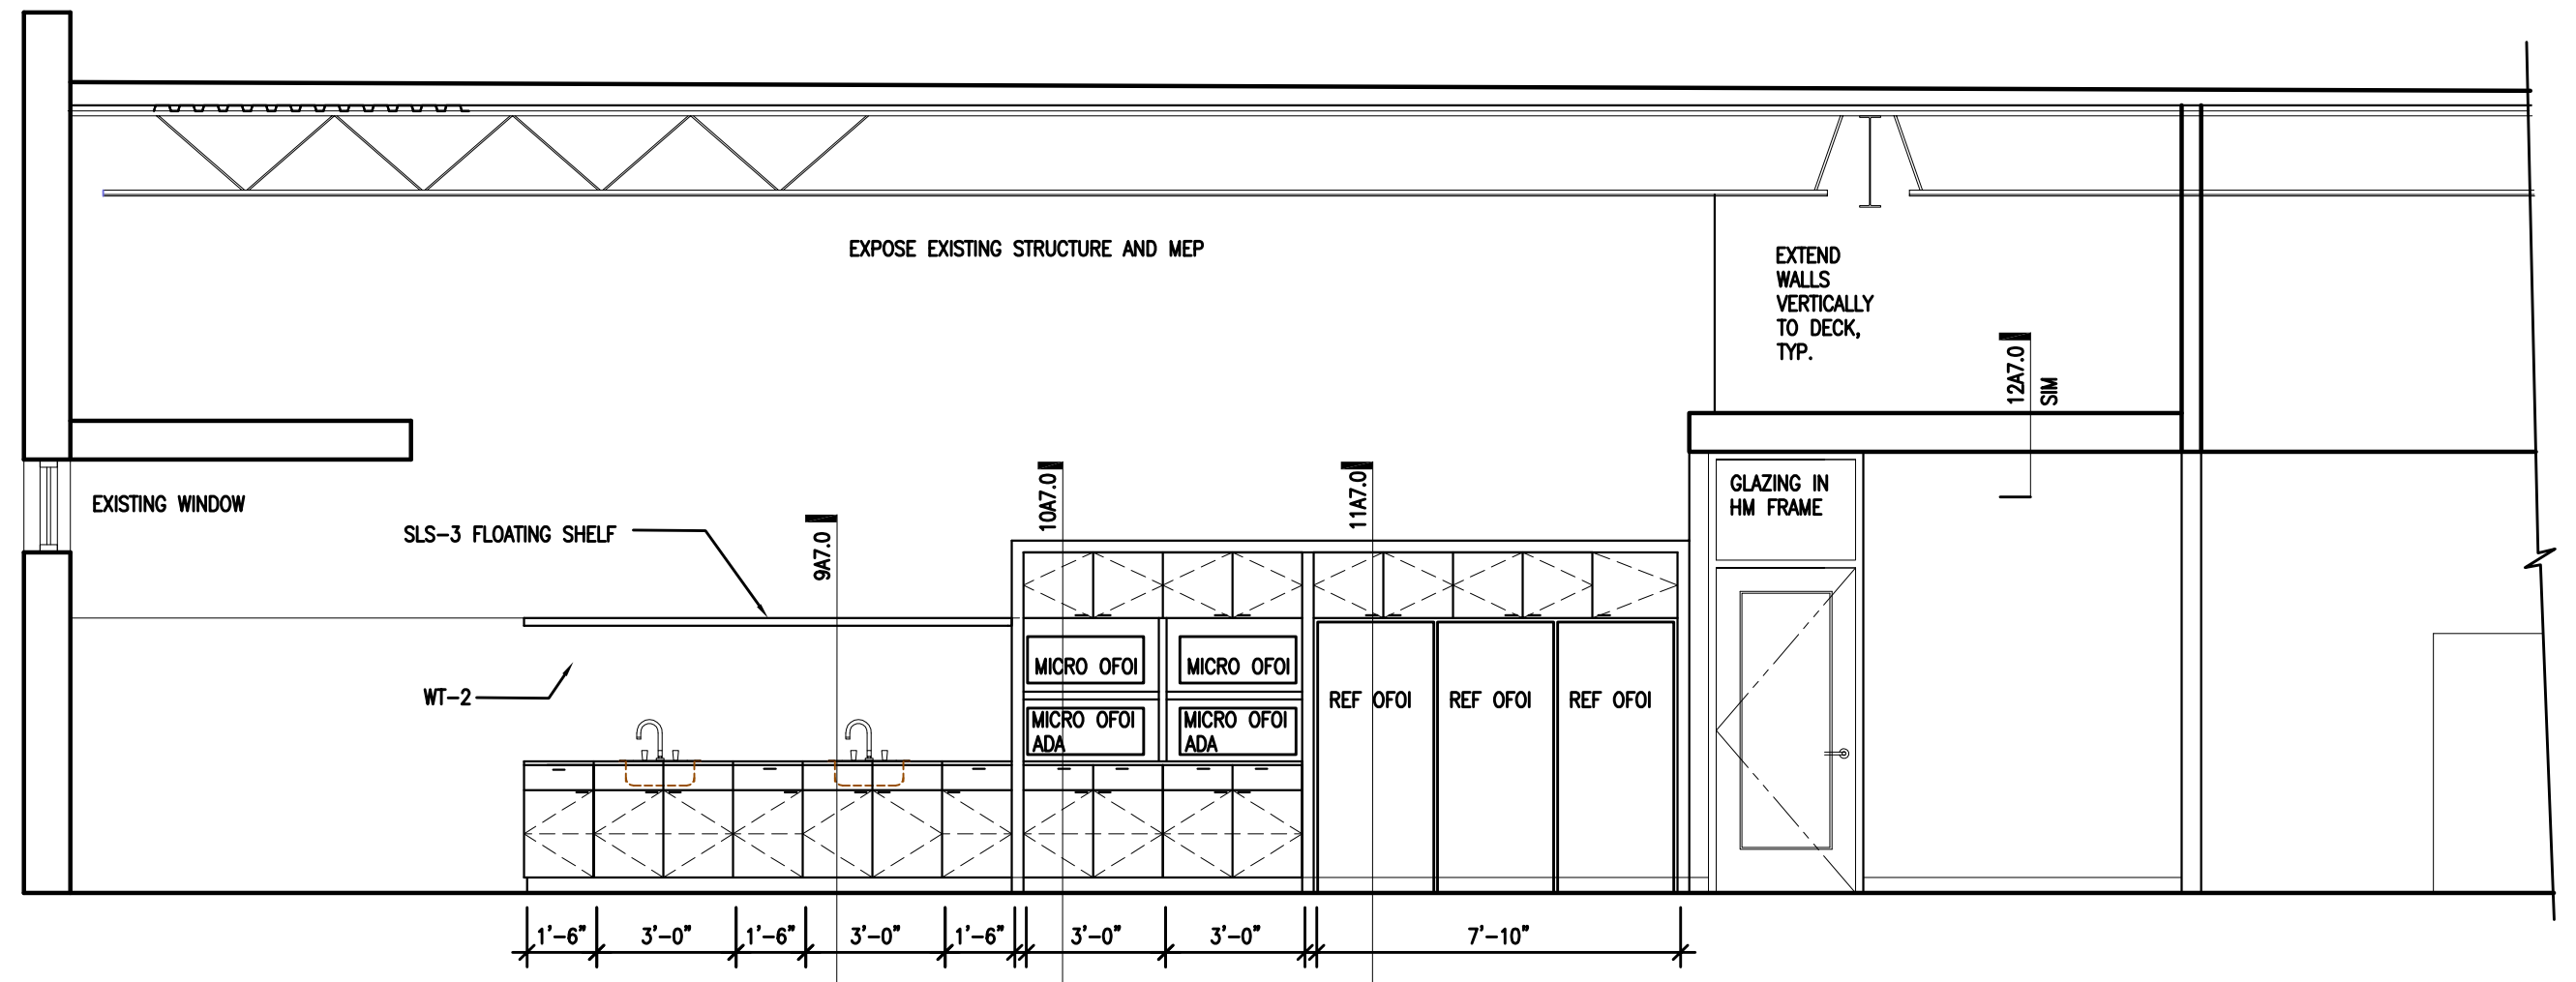 EXPOSE EXISTING STRUCTURE AND MEP
EXTEND
WALLS
VERTICALLY
TO DECK,
TYP.
12A7.0
SIM
EXISTING WINDOW
SLS-3 FLOATING SHELF
9A7.0
10A7.0
11A7.0
GLAZING IN
HM FRAME
WT-2
MICRO OFOI
MICRO OFOI
MICRO OFOI
ADA
MICRO OFOI
ADA
REF OFOI
REF OFOI
REF OFOI
1'-6"
3'-0"
1'-6"
3'-0"
1'-6"
3'-0"
3'-0"
7'-10"